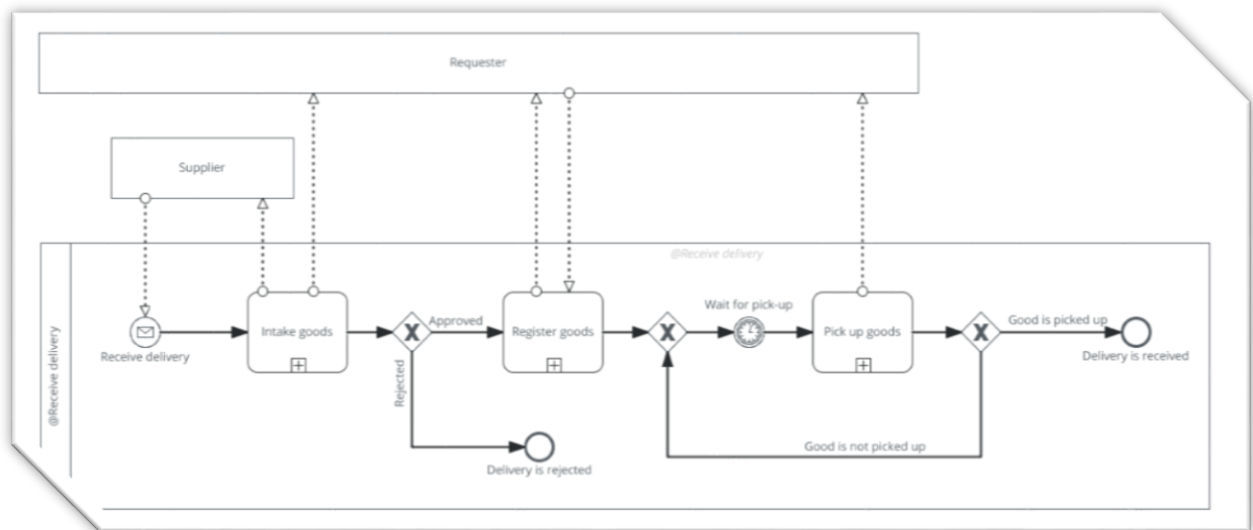 Requester
Supplier
@Receive delivery
@Receive delivery
Receive delivery
Intake goods
Approved
Rejected
Delivery is rejected
Register goods
Wait for pick-up
Pick up goods
Good is picked up
Delivery is received
Good is not picked up